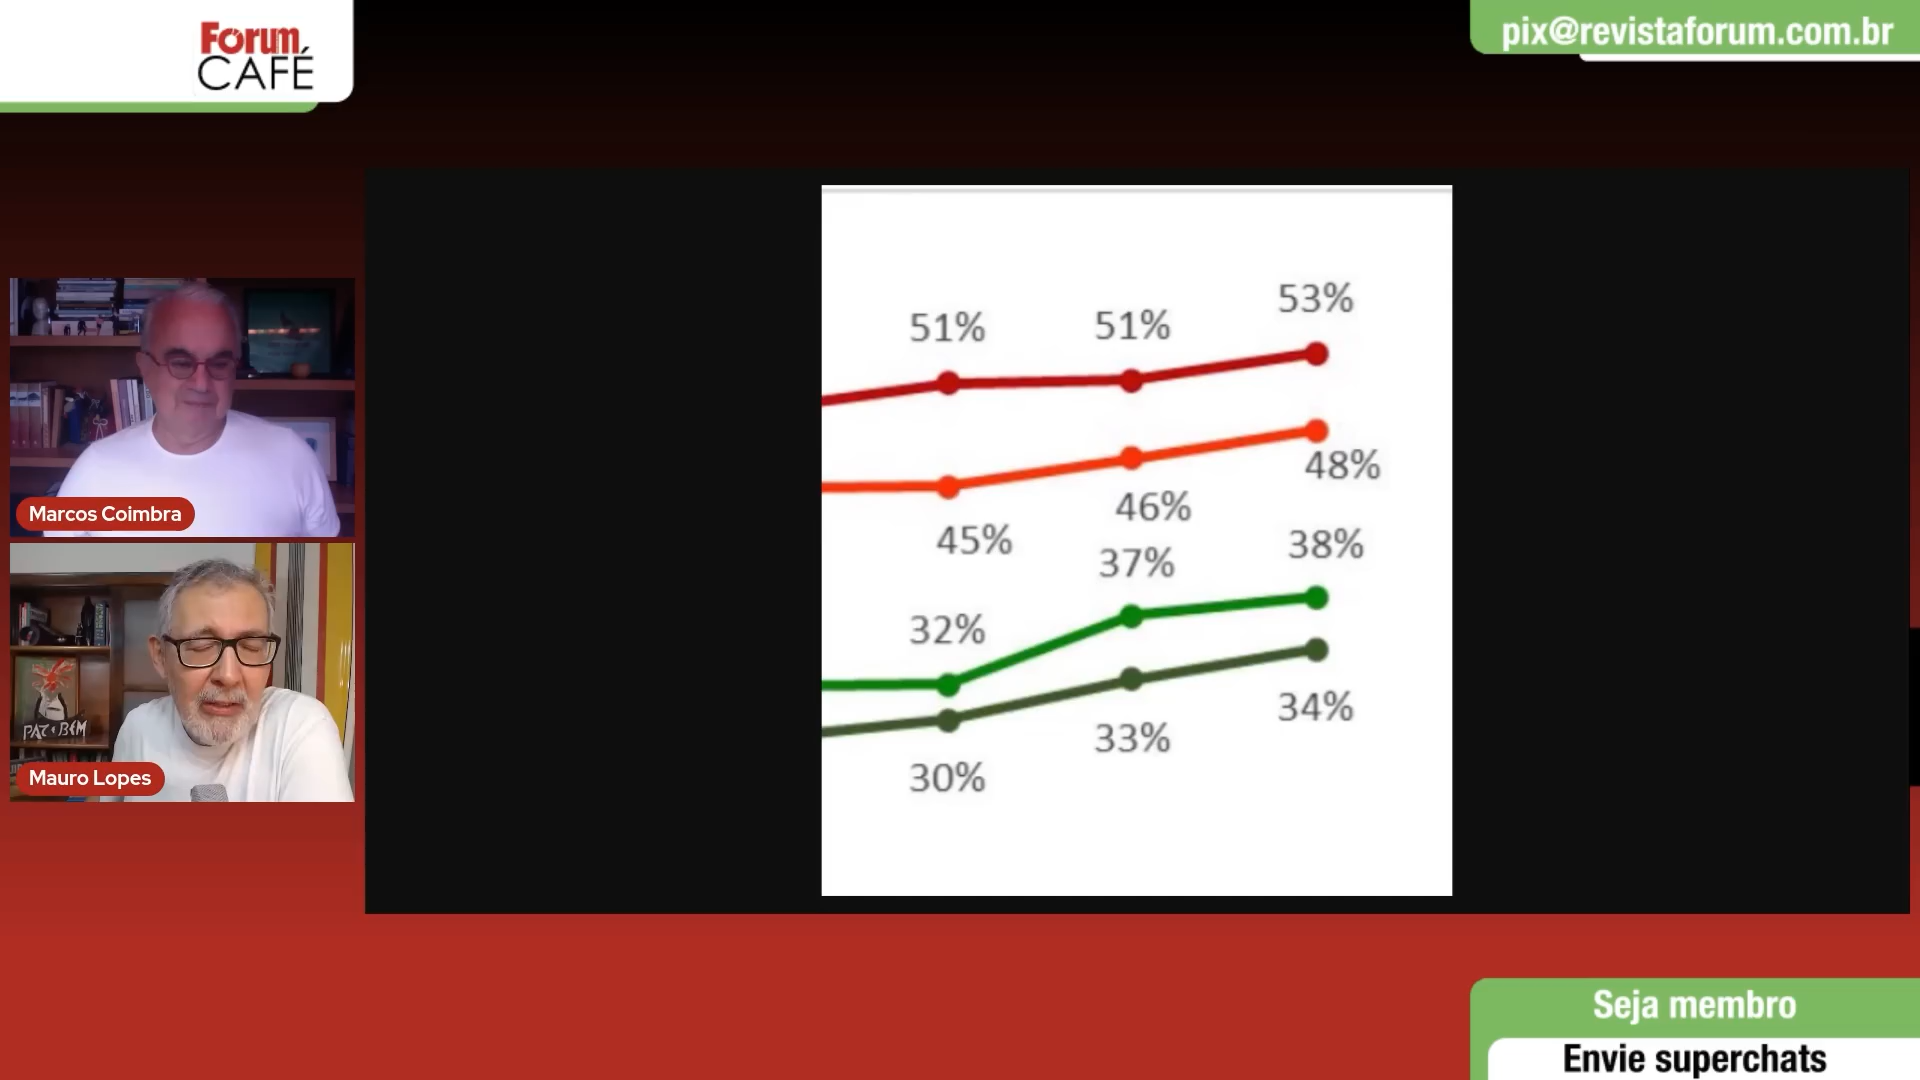 Forum
CAFÉ
pix@revistaforum.com.br
53%
51%
51%
48%
46%
45%
38%
37%
32%
34%
33%
30%
Marcos Coimbra
PAZ E BEM
Mauro Lopes
Seja membro
Envie superchats